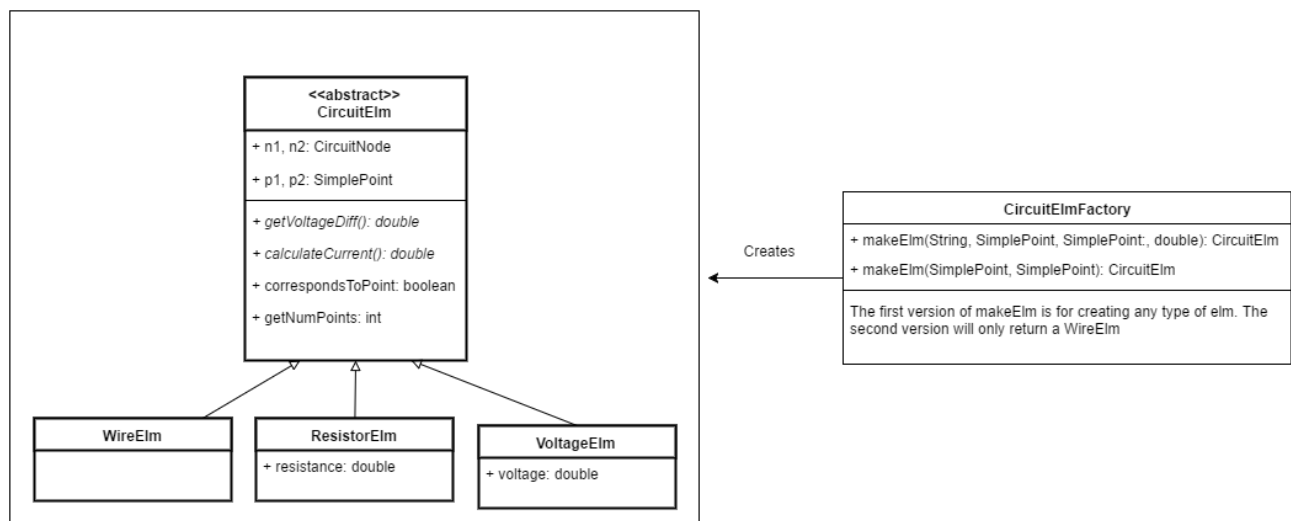 <<abstract>>
CircuitElm
+ n1, n2: CircuitNode
+ p1, p2: SimplePoint
+ getVoltageDiff(): double
+ calculateCurrent(): double
+ correspondsToPoint: boolean
+ getNumPoints: int
WireElm
ResistorElm
+ resistance: double
VoltageElm
+ voltage: double
Creates
CircuitElmFactory
+ makeElm(String, SimplePoint, SimplePoint:, double): CircuitElm
+ makeElm(SimplePoint, SimplePoint): CircuitElm
The first version of makeElm is for creating any type of elm. The
second version will only return a WireElm